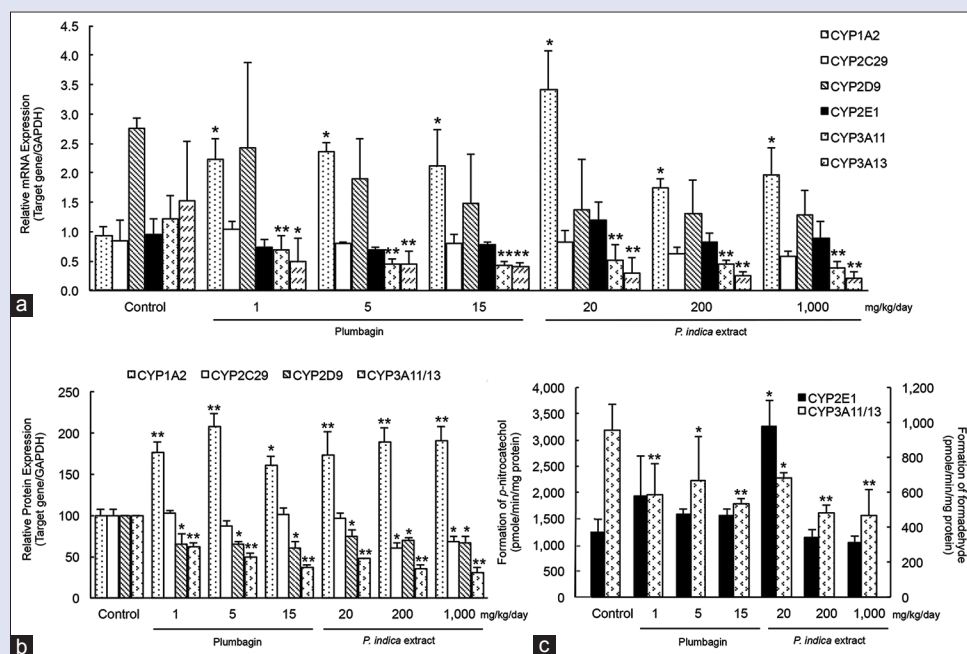 4.5
4.0
3.5
3.0
2.5
2.0
1.5
1.0
0.5
0.0
Relative mRNA Expression
(Target gene/GAPDH)
CYP1A2
CYP2C29
CYP2D9
CYP2E1
CYP3A11
CYP3A13
* ** * * ** ** * **** * ** ** * ** ** * ** **
Control 1 5 15 20 200 1,000 mg/kg/day
Plumbagin P. indica extract
a
CYP1A2 CYP2C29 CYP2D9 CYP3A11/13
250
200
150
100
50
0
Relative Protein Expression
(Target gene/GAPDH)
** * ** ** * ** * * ** ** * ** ** * * ** ** * * **
Control 1 5 15 20 200 1,000 mg/kg/day
Plumbagin P. indica extract
b
4,000
3,500
3,000
2,500
2,000
1,500
1,000
500
0
Formation of p-nitrocatechol
(pmole/min/mg protein)
CYP2E1
CYP3A11/13
** * ** * * ** **
1,200
1,000
800
600
400
200
0
Formation of formadehyde
(pmole/min/mg protein)
Control 1 5 15 20 200 1,000 mg/kg/day
Plumbagin P. indica extract
c